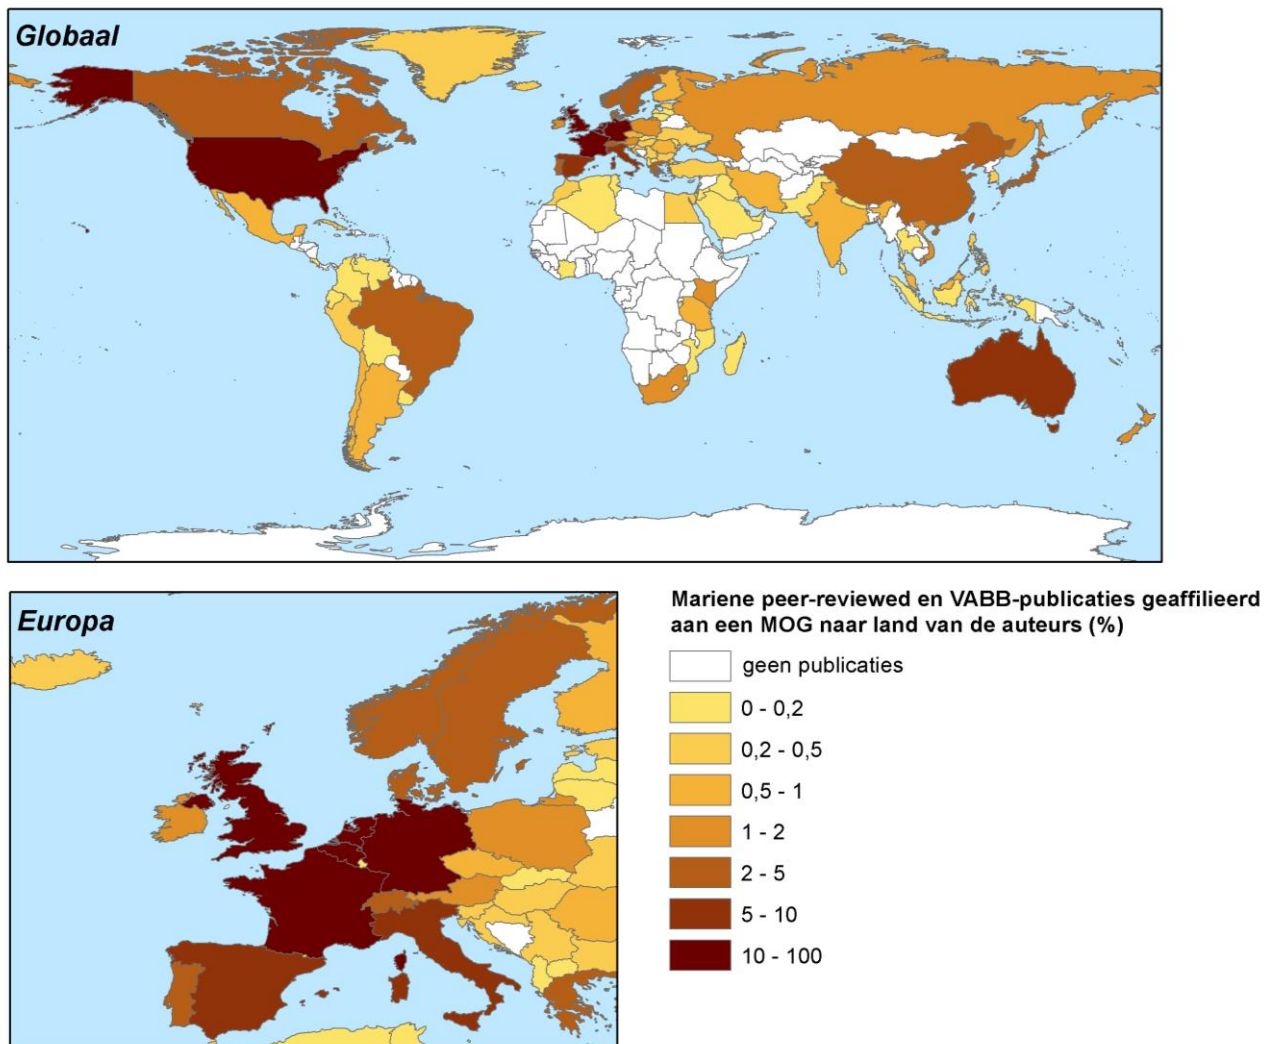 Globaal
Europa
Mariene peer-reviewed en VABB-publicaties geaffilieerd
aan een MOG naar land van de auteurs (%)
geen publicaties
0 - 0,2
0,2 - 0,5
0,5 - 1
1 - 2
2 - 5
5 - 10
10 - 100